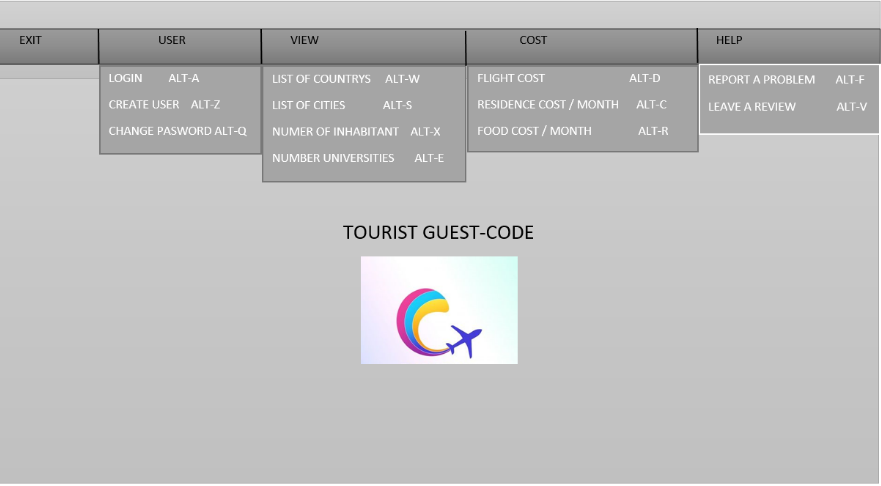 EXIT USER VIEW COST HELP
LOGIN ALT-A
CREATE USER ALT-Z
CHANGE PASWORD ALT-Q
LIST OF COUNTRYS ALT-W
LIST OF CITIES ALT-S
NUMER OF INHABITANT ALT-X
NUMBER UNIVERSITIES ALT-E
FLIGHT COST ALT-D
RESIDENCE COST / MONTH ALT-C
FOOD COST / MONTH ALT-R
REPORT A PROBLEM ALT-F
LEAVE A REVIEW ALT-V
TOURIST GUEST-CODE